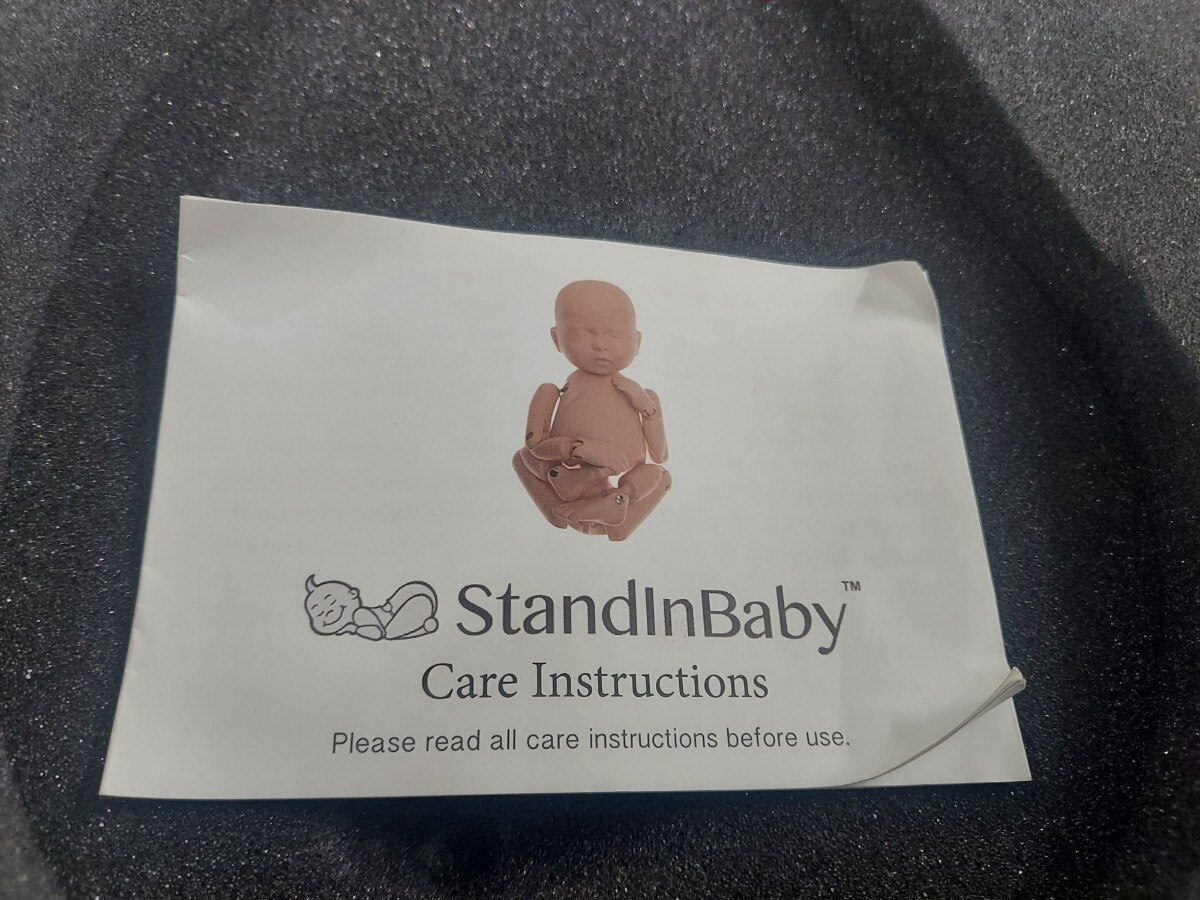 StandInBaby™
Care Instructions
Please read all care instructions before use.